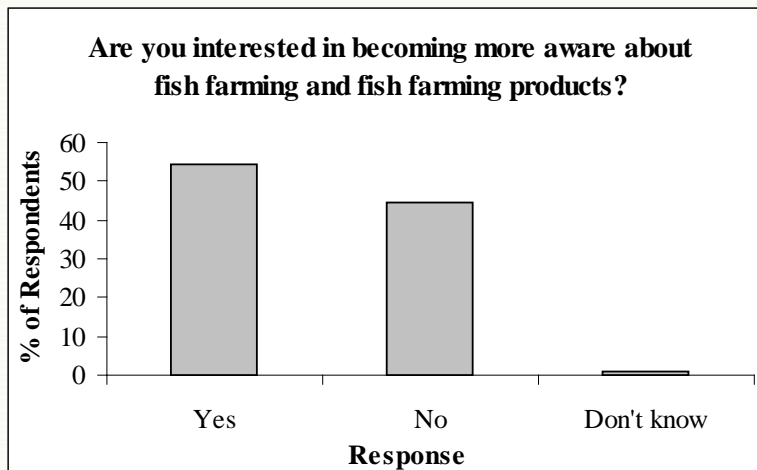 Are you interested in becoming more aware about
fish farming and fish farming products?
% of Respondents
60
50
40
30
20
10
0
Yes No Don't know
Response